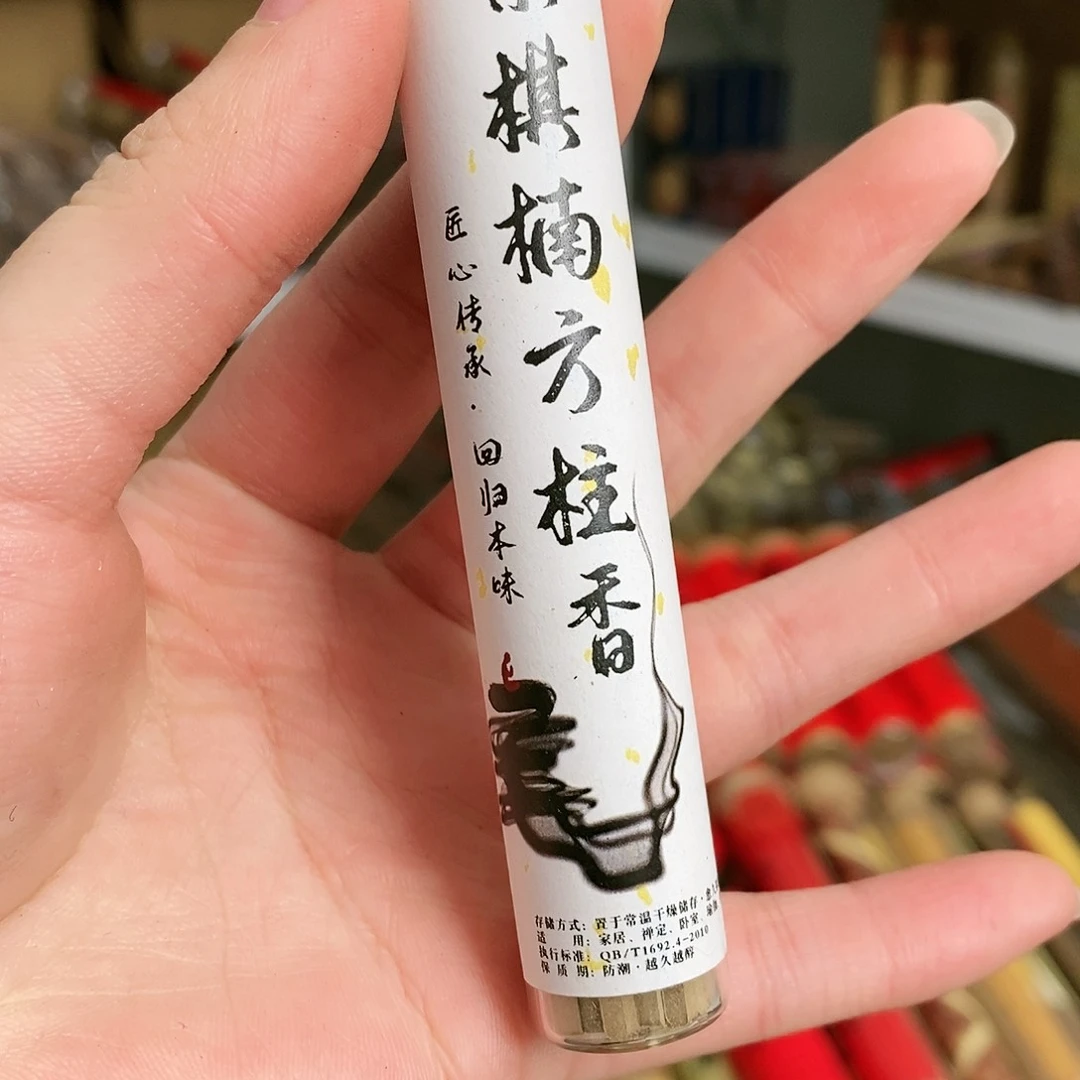 棋楠方柱香
匠心传承·回归本味
存储方式：置于常温干燥储存·
适 用：家居、禅定、卧室、
执行标准：QB/T1692.4-2010
保 质 期：防潮·越久越醇